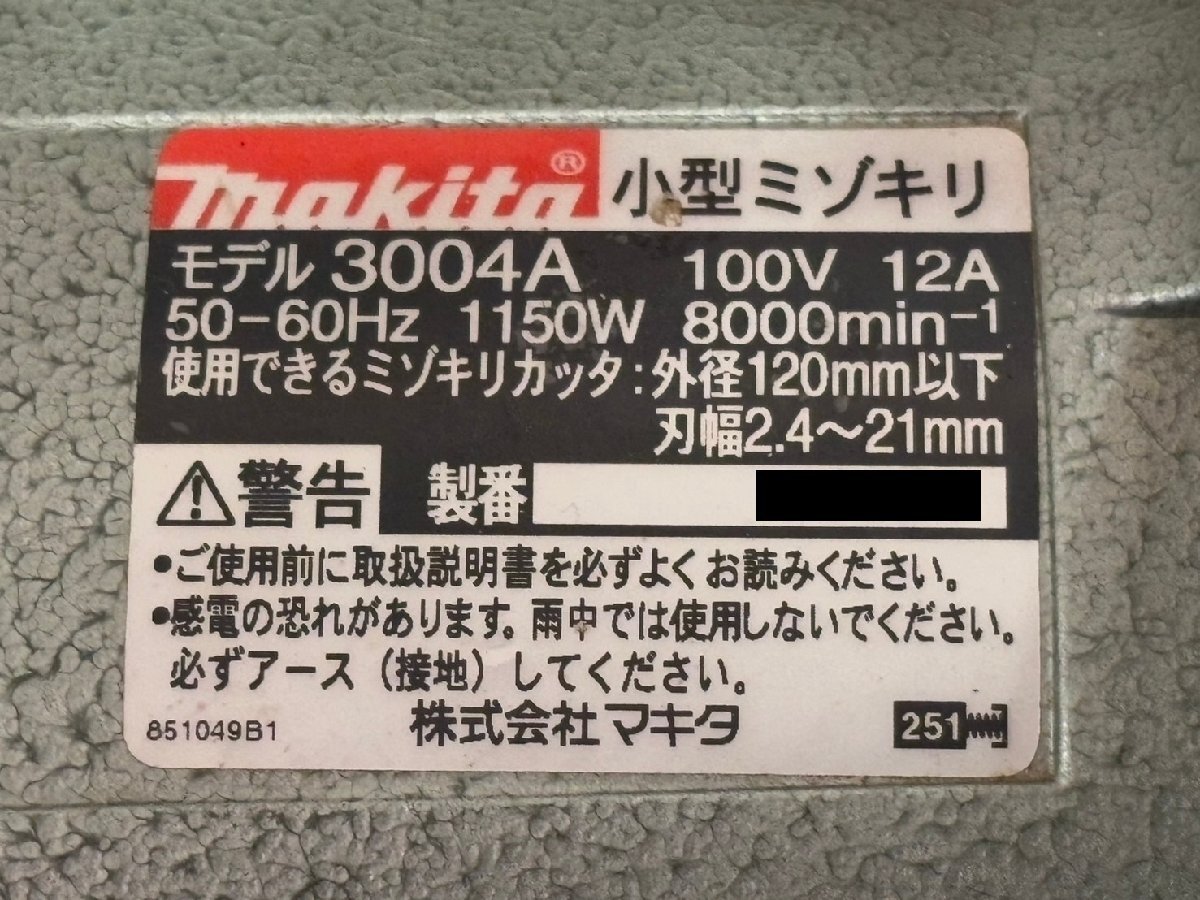 makita® 小型ミゾキリ
モデル 3004A 100V 12A
50-60Hz 1150W 8000min-1
使用できるミゾキリカッタ:外径120mm以下
刃幅2.4～21mm
警告 製番
•ご使用前に取扱説明書を必ずよくお読みください。
•感電の恐れがあります。雨中では使用しないでください。
必ずアース(接地)してください。
851049B1 株式会社マキタ 251